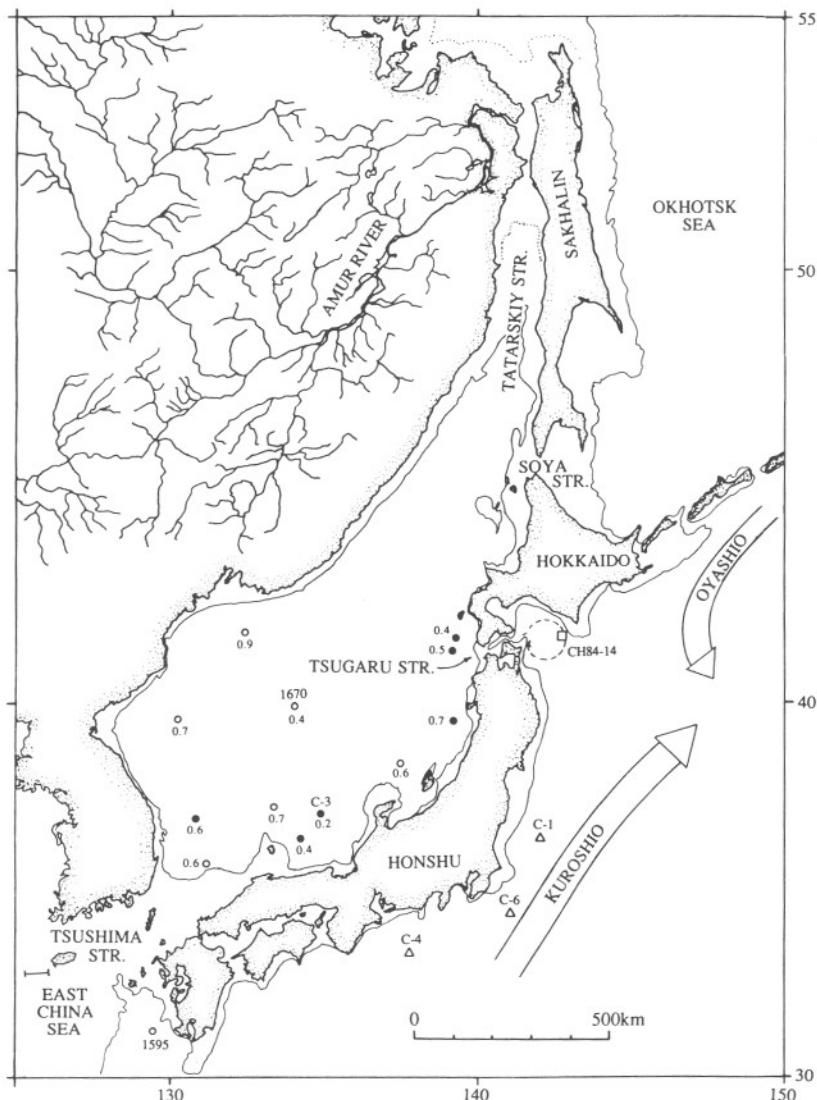 55
OKHOTSK
SEA
SAKHALIN
AMUR RIVER
50
TATARSKIY STR.
SOYA
STR.
HOKKAIDO
OYASHIO
0.9
0.4
0.5
CH84-14
TSUGARU STR.
1670
0.4
40
0.7
0.7
0.6
C-3
0.7
0.2
0.6
0.4
0.6
C-1
HONSHU
KUROSHIO
C-6
C-4
TSUSHIMA
STR.
EAST
CHINA
SEA
0
500km
1595
30
130
140
150